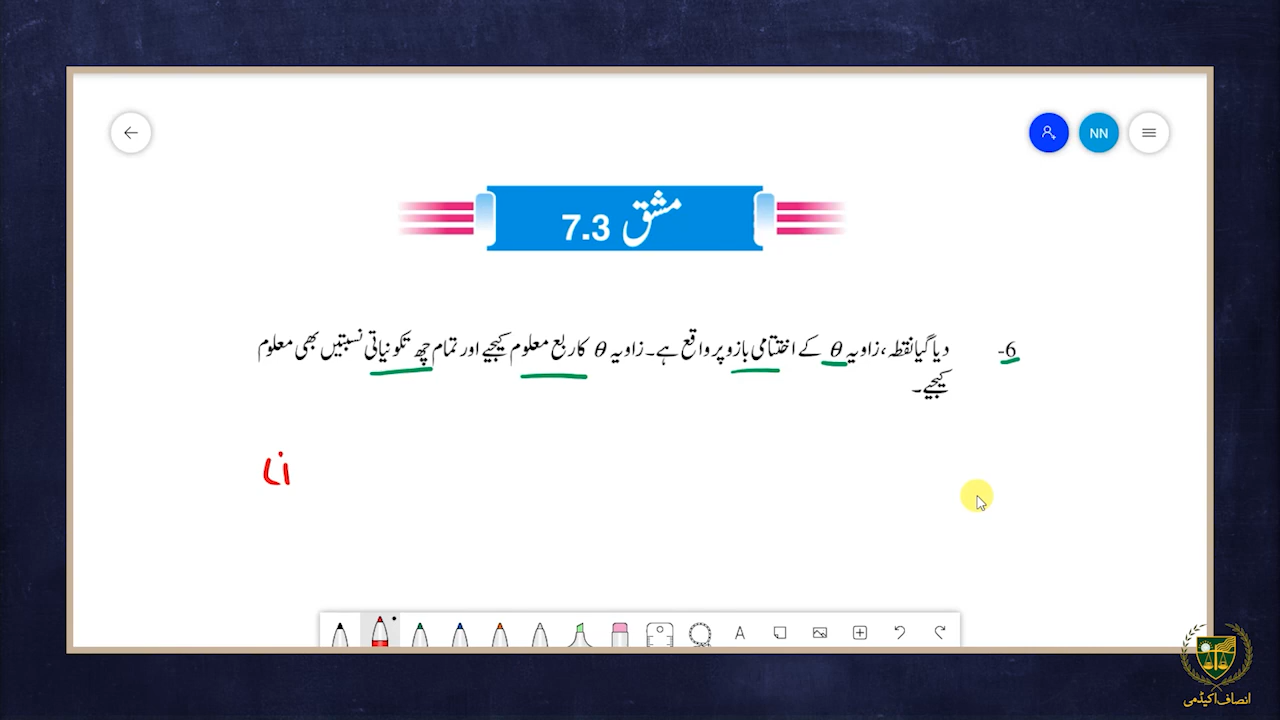 NN
مشق 7.3
-6 دیا گیا نقطہ، زاویہ θ کے اختتامی بازو پر واقع ہے۔ زاویہ θ کا ربع معلوم کیجیے اور تمام چھ تکونیاتی نسبتیں بھی معلوم
کیجیے۔
(i
A
انصاف اکیڈمی